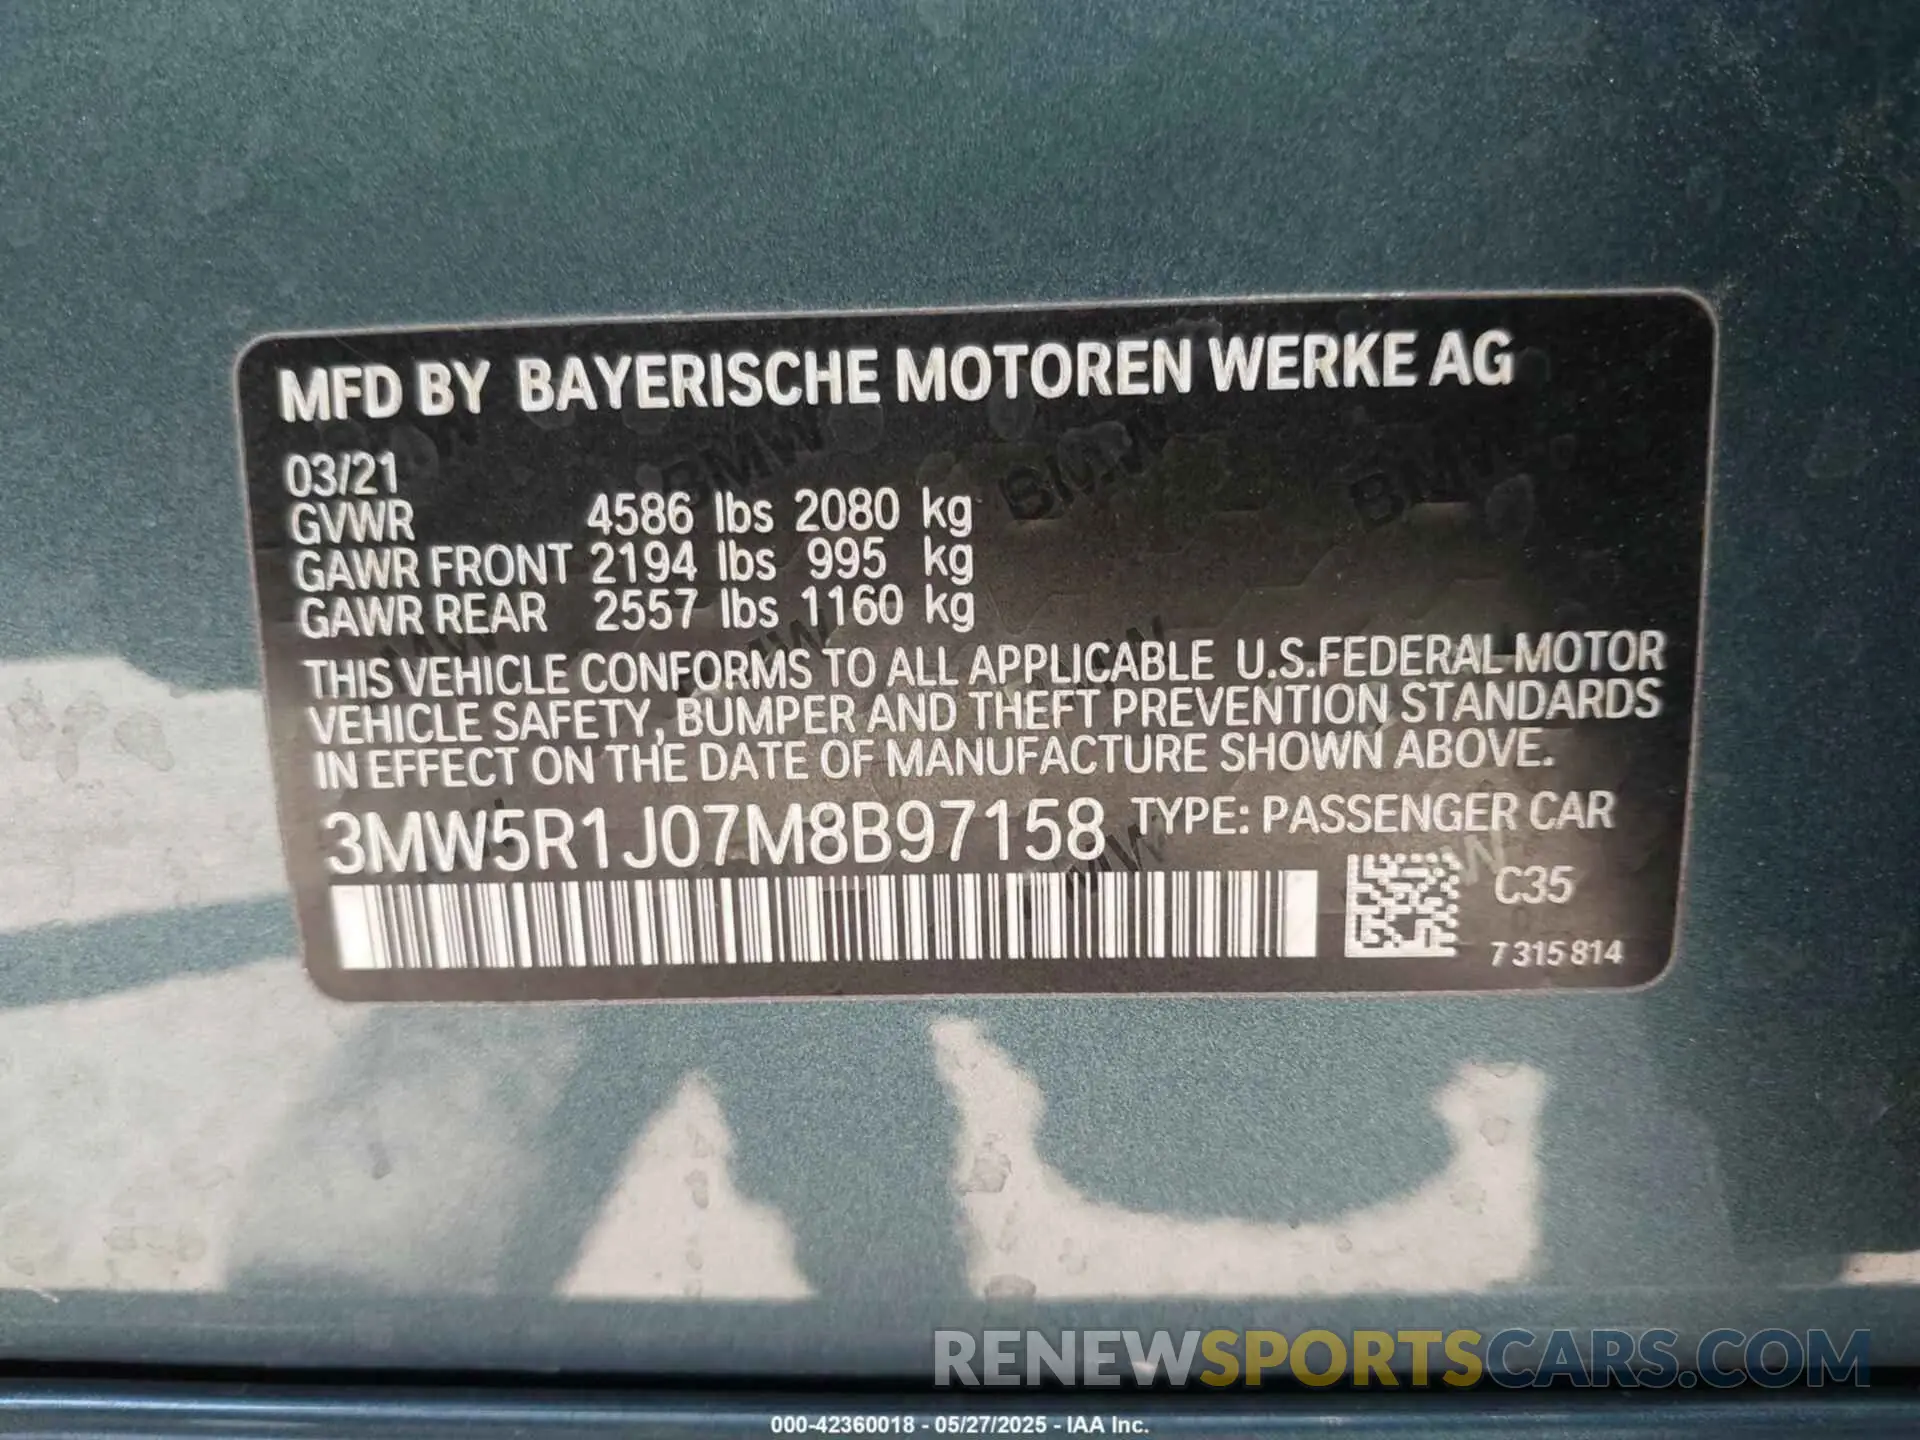 MFD BY BAYERISCHE MOTOREN WERKE AG
03/21
GVWR 4586 lbs 2080 kg
GAWR FRONT 2194 lbs 995 kg
GAWR REAR 2557 lbs 1160 kg
THIS VEHICLE CONFORMS TO ALL APPLICABLE U.S.FEDERAL MOTOR
VEHICLE SAFETY, BUMPER AND THEFT PREVENTION STANDARDS
IN EFFECT ON THE DATE OF MANUFACTURE SHOWN ABOVE.
3MW5R1J07M8B97158 TYPE: PASSENGER CAR
C35
7 315 814
RENEWSPORTSCARS.COM
000-42360018 - 05/27/2025 - IAA Inc.